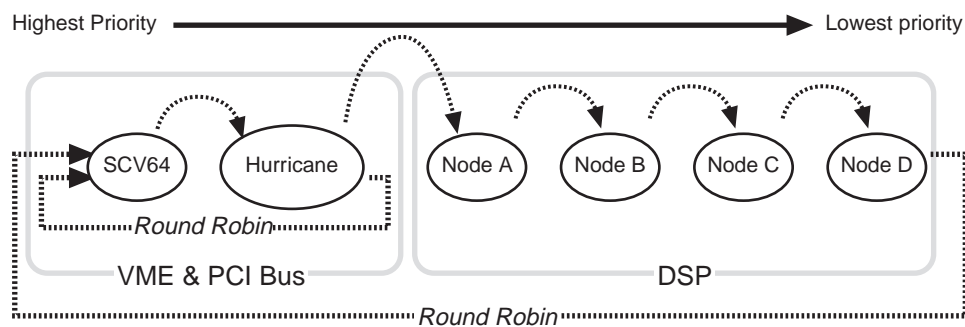 Highest Priority
Lowest priority
SCV64
Hurricane
Node A
Node B
Node C
Node D
Round Robin
VME & PCI Bus
DSP
Round Robin